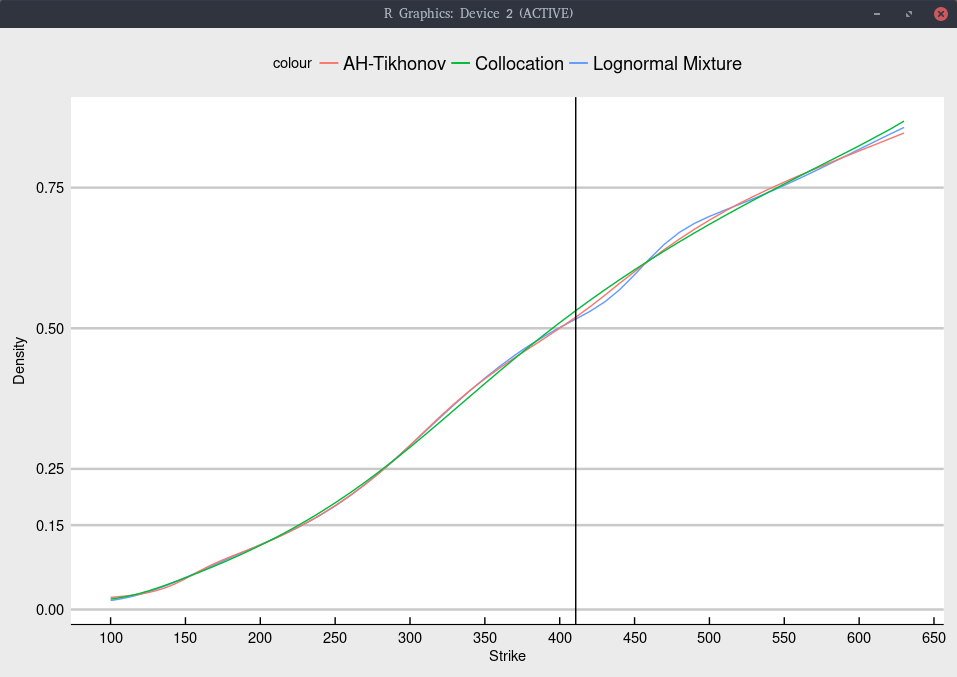 R Graphics: Device 2 (ACTIVE)
colour AH-Tikhonov Collocation Lognormal Mixture
Density
0.75
0.50
0.25
0.15
0.00
100 150 200 250 300 350 400 450 500 550 600 650
Strike